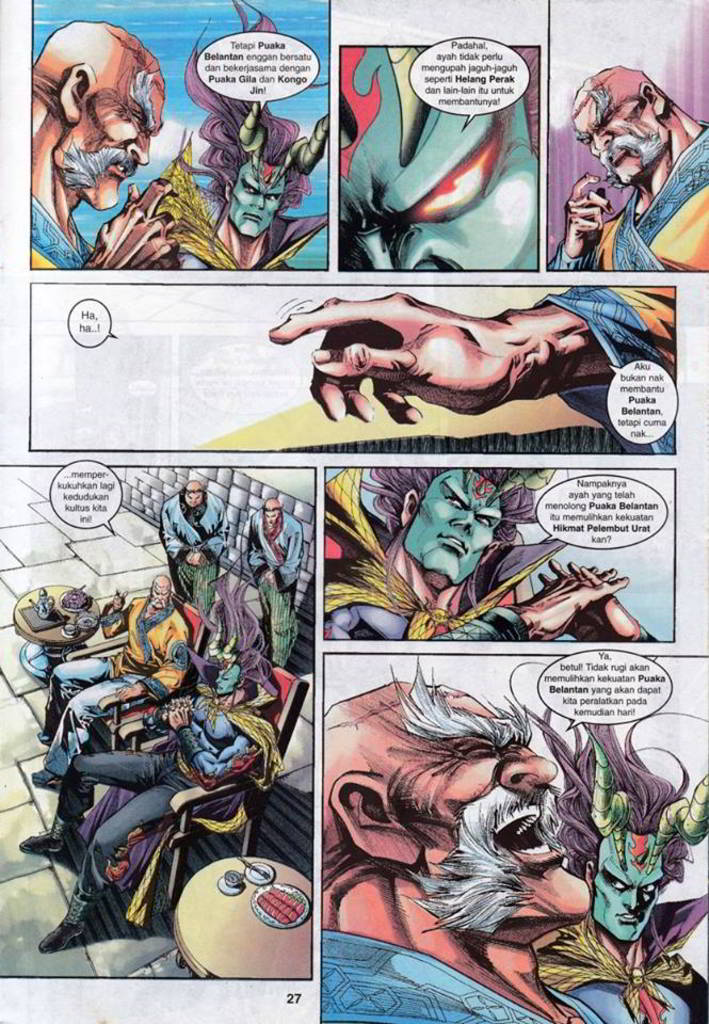 Tetapi Puaka
Belantan enggan bersatu
dan bekerjasama dengan
Puaka Gila dan Kongo
Jin!
Padahal,
ayah tidak perlu
mengupah jaguh-jaguh
seperti Helang Perak
dan lain-lain itu untuk
membantunya!
Ha,
ha..!
Aku
bukan nak
membantu
Puaka
Belantan,
tetapi cuma
nak...
...memper-
kukuhkan lagi
kedudukan
kultus kita
ini!
Nampaknya
ayah yang telah
menolong Puaka Belantan
itu memulihkan kekuatan
Hikmat Pelembut Urat
kan?
Ya,
betul! Tidak rugi akan
memulihkan kekuatan Puaka
Belantan yang akan dapat
kita peralatkan pada
kemudian hari!
27